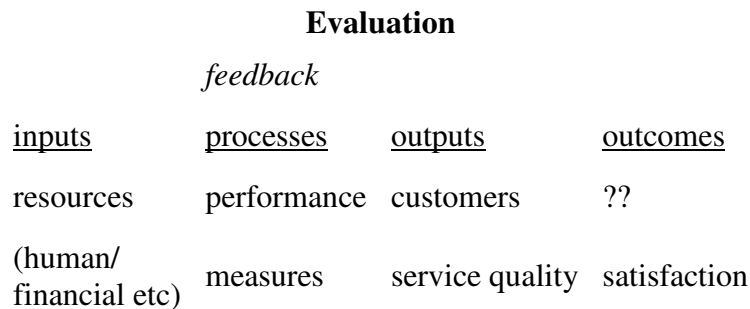 Evaluation
feedback
inputs processes outputs outcomes
resources performance customers ??
(human/
financial etc) measures service quality satisfaction